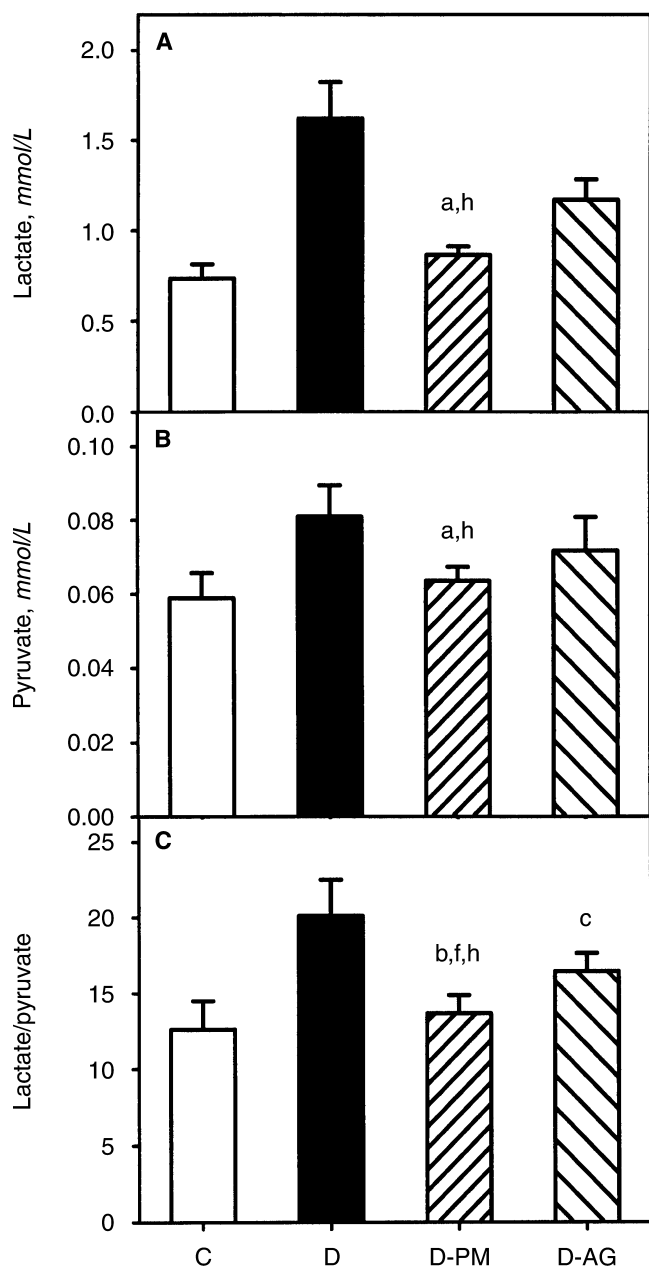 A
Lactate, mmol/L
2.0
1.5
1.0
0.5
0.0
a,h
B
Pyruvate, mmol/L
0.10
0.08
0.06
0.04
0.02
0.00
a,h
C
Lactate/pyruvate
25
20
15
10
5
0
b,f,h
c
C D D-PM D-AG